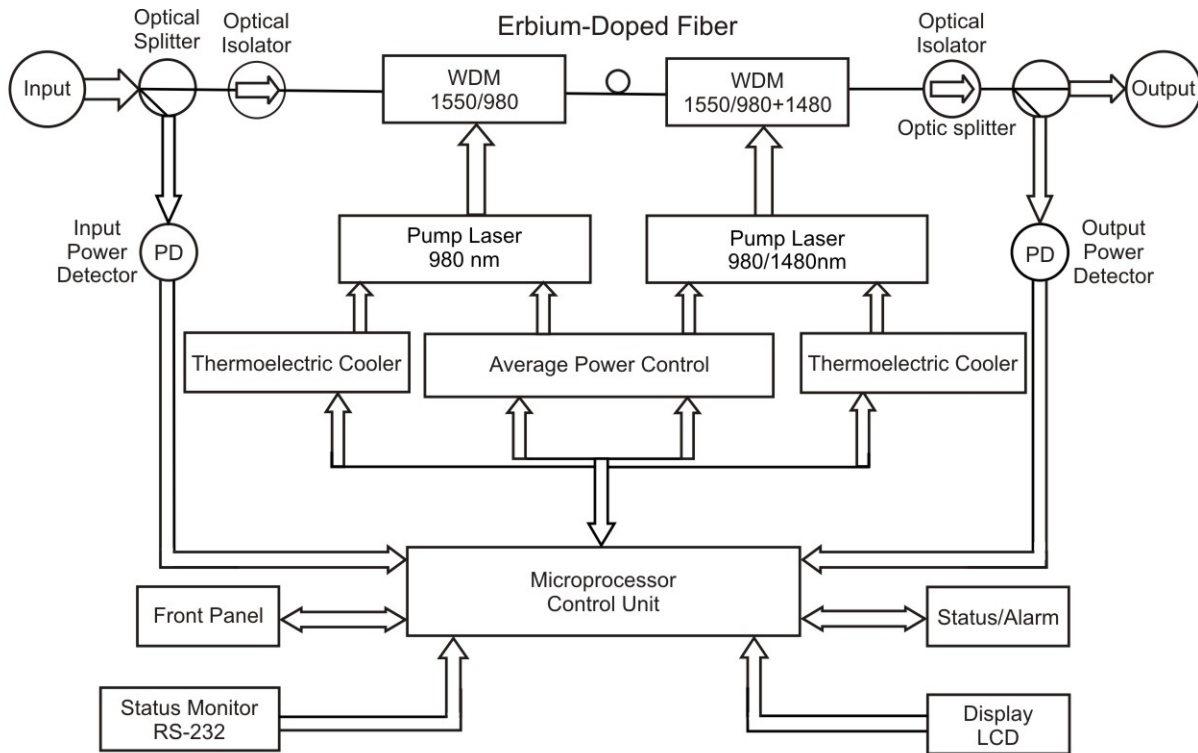 Optical
Splitter
Optical
Isolator
Erbium-Doped Fiber
Optical
Isolator
Input
WDM
1550/980
WDM
1550/980+1480
Output
Optic splitter
Input
Power
Detector
PD
Pump Laser
980 nm
Pump Laser
980/1480nm
PD
Output
Power
Detector
Thermoelectric Cooler
Average Power Control
Thermoelectric Cooler
Microprocessor
Control Unit
Front Panel
Status/Alarm
Status Monitor
RS-232
Display
LCD